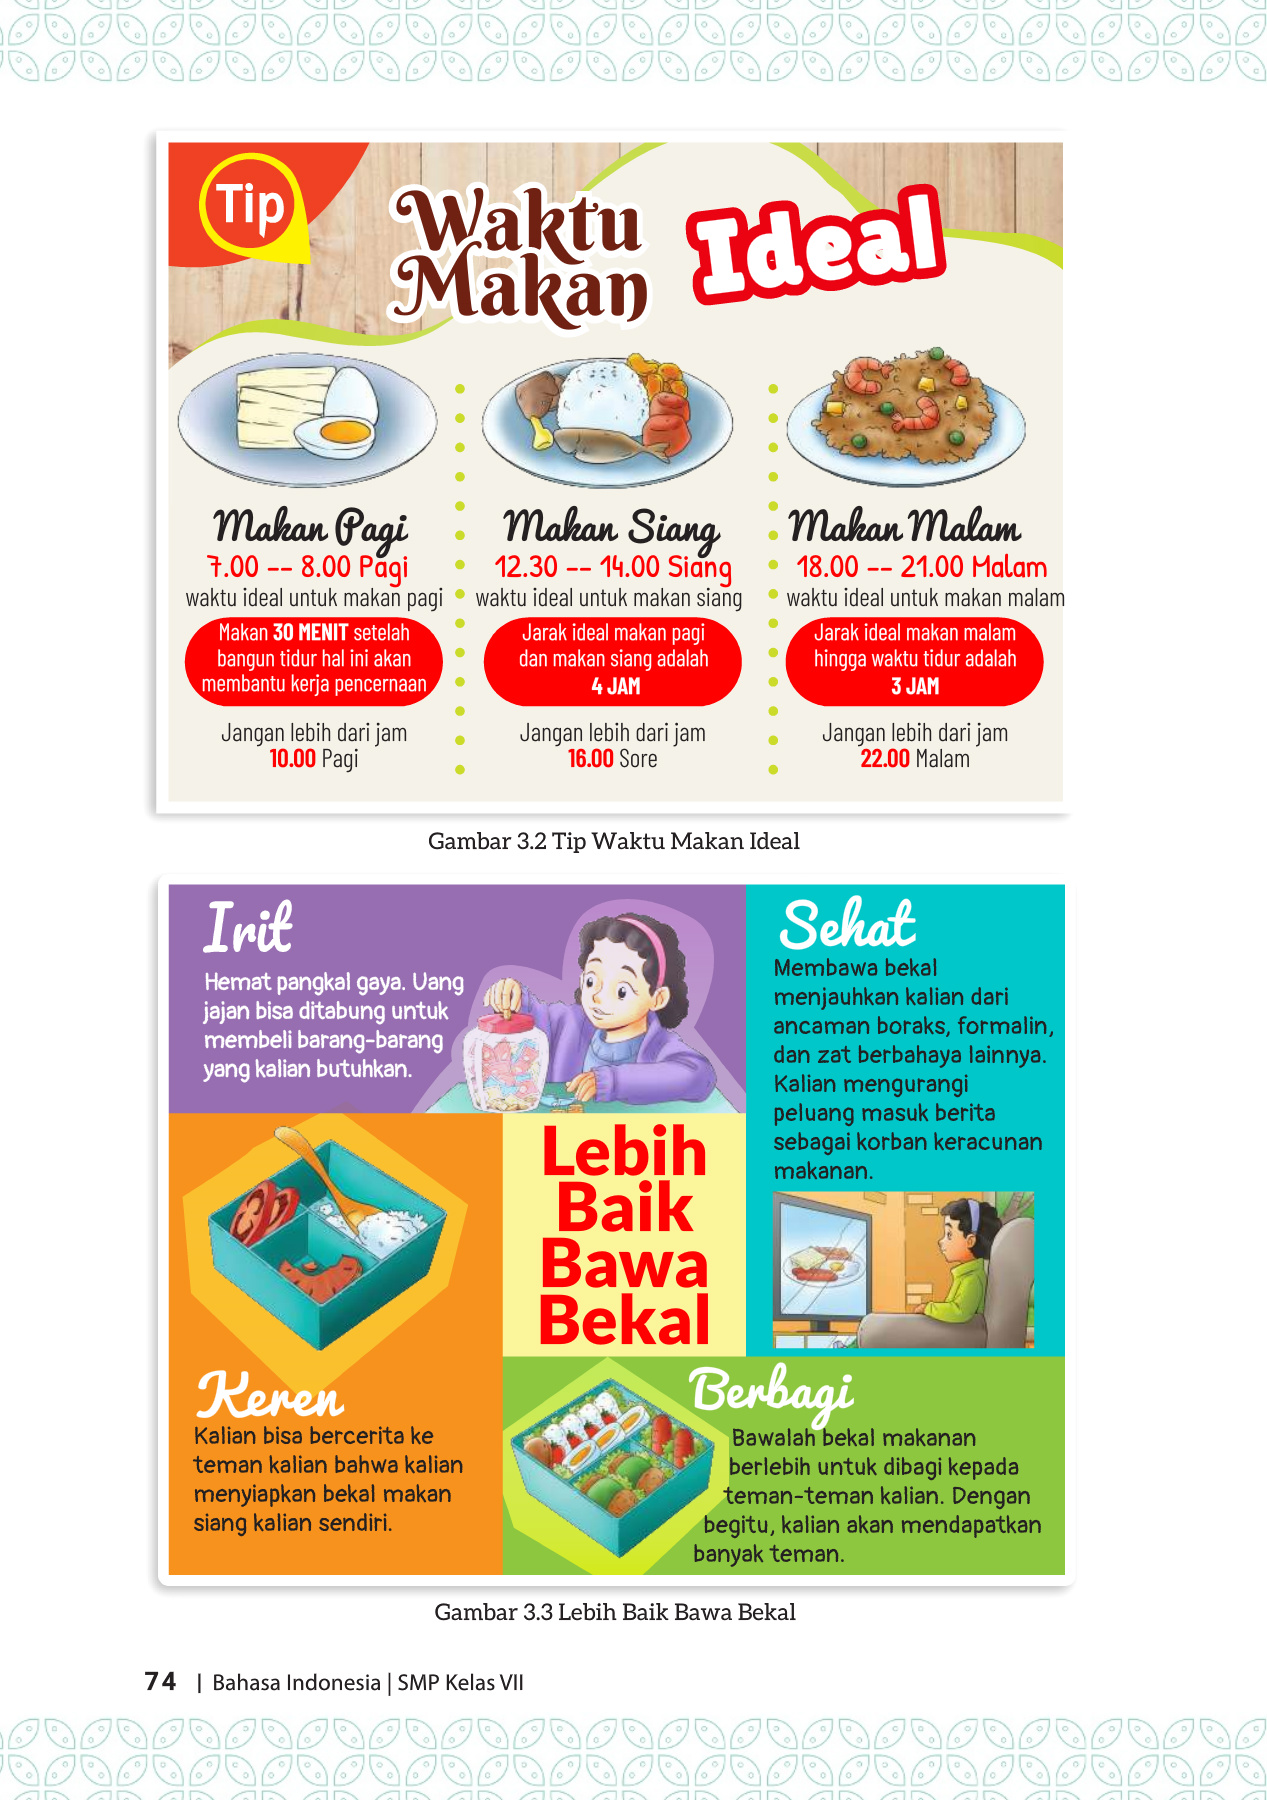 Tip
Waktu
Makan
Ideal
Makan Pagi
7.00 -- 8.00 Pagi
waktu ideal untuk makan pagi
Makan 30 MENIT setelah
bangun tidur hal ini akan
membantu kerja pencernaan
Jangan lebih dari jam
10.00 Pagi
Makan Siang
12.30 -- 14.00 Siang
waktu ideal untuk makan siang
Jarak ideal makan pagi
dan makan siang adalah
4 JAM
Jangan lebih dari jam
16.00 Sore
Makan Malam
18.00 -- 21.00 Malam
waktu ideal untuk makan malam
Jarak ideal makan malam
hingga waktu tidur adalah
3 JAM
Jangan lebih dari jam
22.00 Malam
Gambar 3.2 Tip Waktu Makan Ideal
Irit
Hemat pangkal gaya. Uang
jajan bisa ditabung untuk
membeli barang-barang
yang kalian butuhkan.
Sehat
Membawa bekal
menjauhkan kalian dari
ancaman boraks, formalin,
dan zat berbahaya lainnya.
Kalian mengurangi
peluang masuk berita
sebagai korban keracunan
makanan.
Lebih
Baik
Bawa
Bekal
Keren
Kalian bisa bercerita ke
teman kalian bahwa kalian
menyiapkan bekal makan
siang kalian sendiri.
Berbagi
Bawalah bekal makanan
berlebih untuk dibagi kepada
teman-teman kalian. Dengan
begitu, kalian akan mendapatkan
banyak teman.
Gambar 3.3 Lebih Baik Bawa Bekal
74 | Bahasa Indonesia | SMP Kelas VII